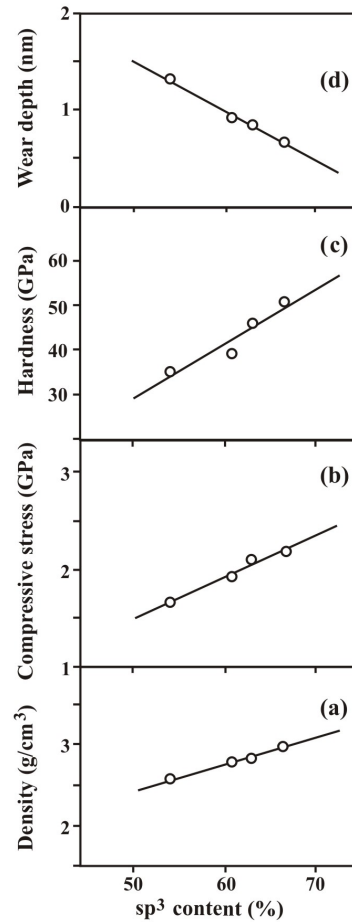 2
(d)
1
0
Wear depth (nm)
(c)
60
50
40
30
Hardness (GPa)
3
(b)
2
1
Compressive stress (GPa)
(a)
3
2
Density (g/cm³)
50 60 70
sp³ content (%)